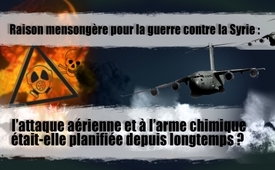 Raison mensongère pour la guerre contre la Syrie :
l'attaque aérienne et à l'arme chimique
était-elle planifiée depuis longtemps ?